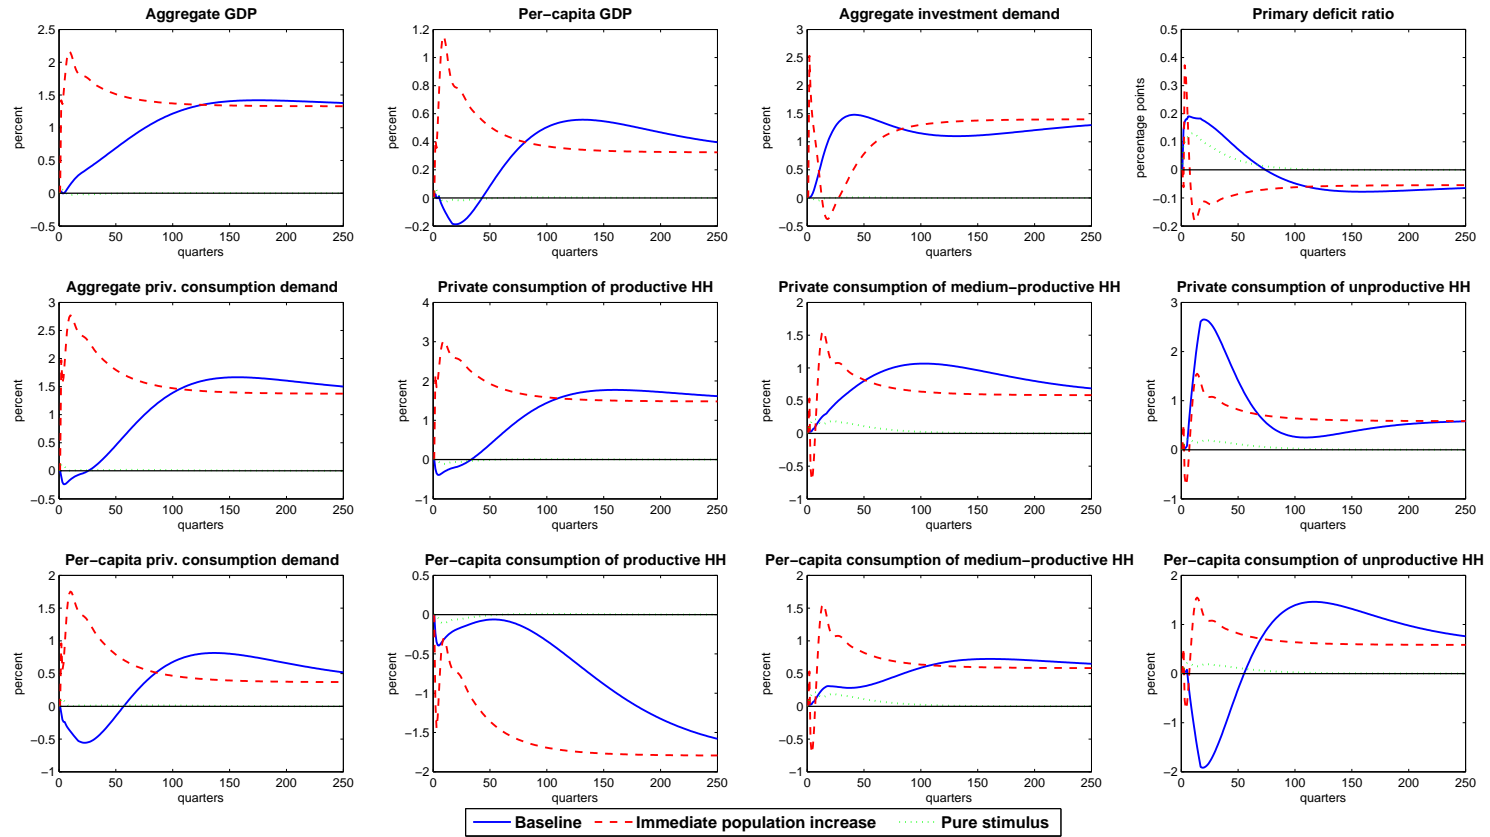 Aggregate GDP
percent
2.5
2
1.5
1
0.5
0
−0.5
0 50 100 150 200 250
quarters
Per−capita GDP
percent
1.2
1
0.8
0.6
0.4
0.2
0
−0.2
0 50 100 150 200 250
quarters
Aggregate investment demand
percent
3
2.5
2
1.5
1
0.5
0
−0.5
0 50 100 150 200 250
quarters
Primary deficit ratio
percentage points
0.5
0.4
0.3
0.2
0.1
0
−0.1
−0.2
0 50 100 150 200 250
quarters
Aggregate priv. consumption demand
percent
3
2.5
2
1.5
1
0.5
0
−0.5
0 50 100 150 200 250
quarters
Private consumption of productive HH
percent
4
3
2
1
0
−1
0 50 100 150 200 250
quarters
Private consumption of medium−productive HH
percent
2
1.5
1
0.5
0
−0.5
−1
0 50 100 150 200 250
quarters
Private consumption of unproductive HH
percent
3
2
1
0
−1
0 50 100 150 200 250
quarters
Per−capita priv. consumption demand
percent
2
1.5
1
0.5
0
−0.5
−1
0 50 100 150 200 250
quarters
Per−capita consumption of productive HH
percent
0.5
0
−0.5
−1
−1.5
−2
0 50 100 150 200 250
quarters
Per−capita consumption of medium−productive HH
percent
2
1.5
1
0.5
0
−0.5
−1
0 50 100 150 200 250
quarters
Per−capita consumption of unproductive HH
percent
2
1
0
1
2
0 50 100 150 200 250
quarters
Baseline
Immediate population increase
Pure stimulus